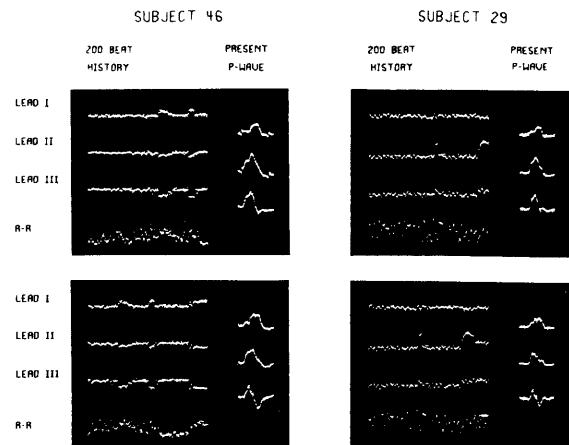 SUBJECT 46 SUBJECT 29
200 BEAT PRESENT 200 BEAT PRESENT
HISTORY P-WAVE HISTORY P-WAVE
LEAD I
LEAD II
LEAD III
R-R
LEAD I
LEAD II
LEAD III
R-R